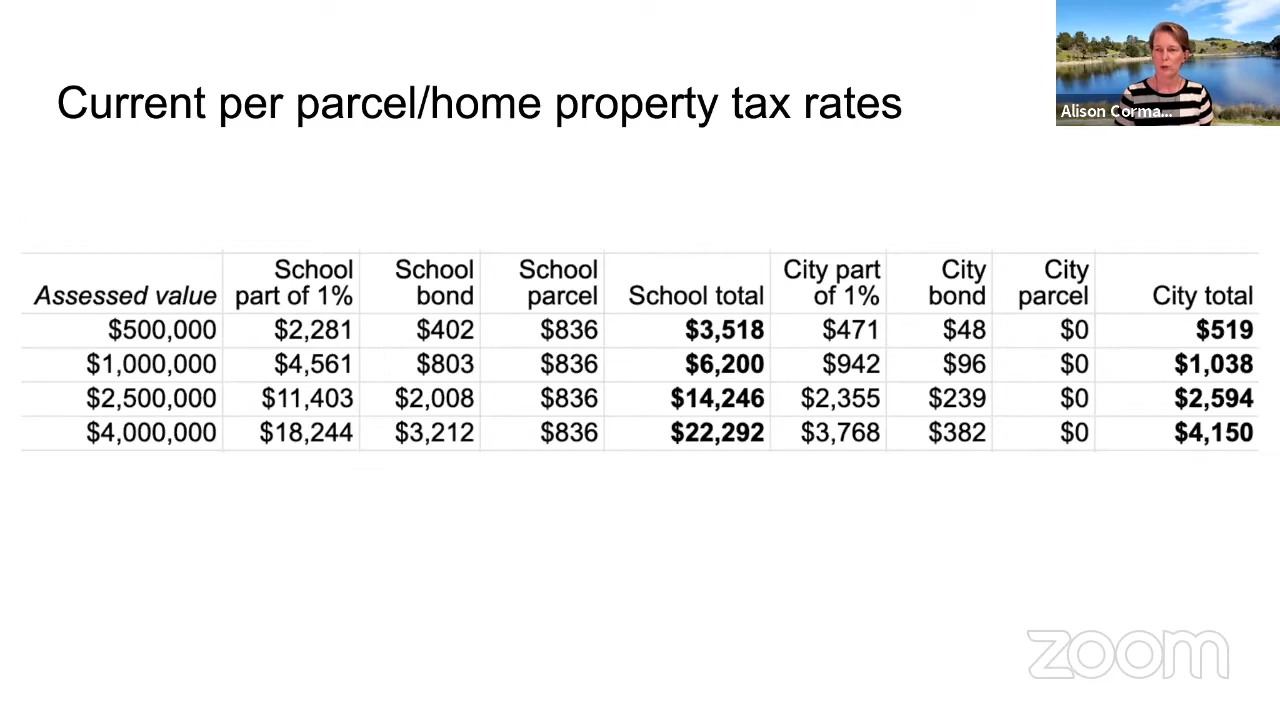 Current per parcel/home property tax rates
Alison Corma...
Assessed value School part of 1% School bond School parcel School total City part of 1% City bond City parcel City total
$500,000 $2,281 $402 $836 $3,518 $471 $48 $0 $519
$1,000,000 $4,561 $803 $836 $6,200 $942 $96 $0 $1,038
$2,500,000 $11,403 $2,008 $836 $14,246 $2,355 $239 $0 $2,594
$4,000,000 $18,244 $3,212 $836 $22,292 $3,768 $382 $0 $4,150
zoom